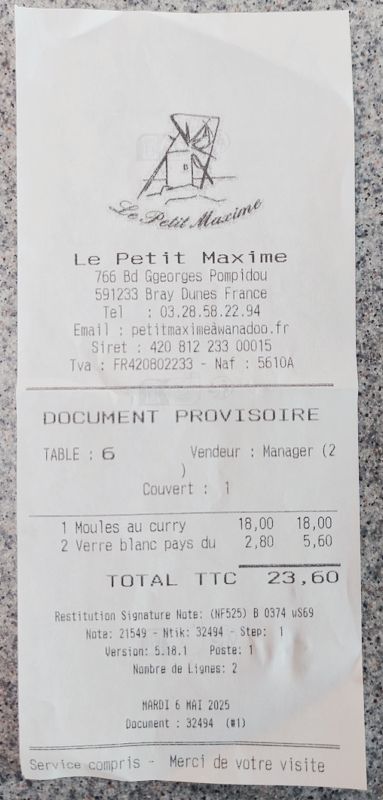 Le Petit Maxime
Le Petit Maxime
766 Bd Ggeorges Pompidou
591233 Bray Dunes France
Tel : 03.28.58.22.94
Email : petitmaximeàwanadoo.fr
Siret : 420 812 233 00015
Tva : FR420802233 - Naf : 5610A
DOCUMENT PROVISOIRE
TABLE : 6 Vendeur : Manager (2
)
Couvert : 1
1 Moules au curry 18,00 18,00
2 Verre blanc pays du 2,80 5,60
TOTAL TTC 23,60
Restitution Signature Note: (NF525) B 0374 uS69
Note: 21549 - Ntik: 32494 - Step: 1
Version: 5.18.1 Poste: 1
Nombre de Lignes: 2
MARDI 6 MAI 2025
Document : 32494 (#1)
Service compris - Merci de votre visite